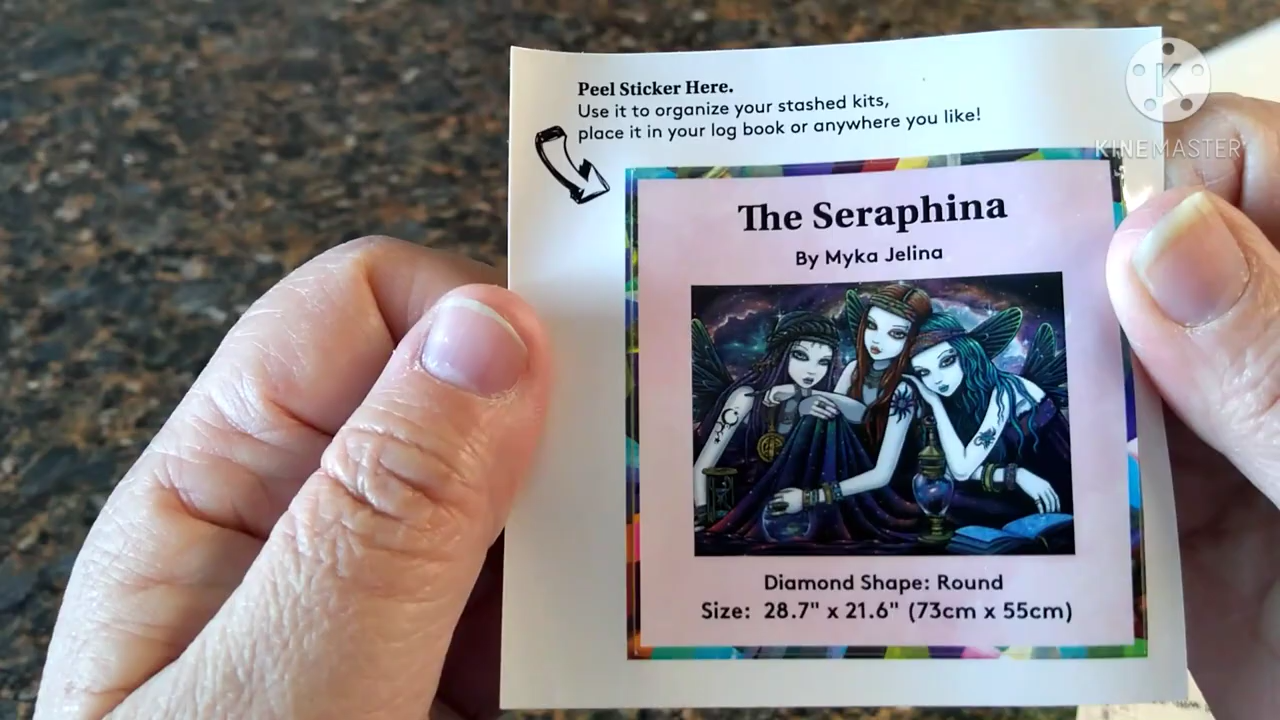 Peel Sticker Here.
Use it to organize your stashed kits,
place it in your log book or anywhere you like!
K
KINEMASTER
The Seraphina
By Myka Jelina
Diamond Shape: Round
Size: 28.7" x 21.6" (73cm x 55cm)